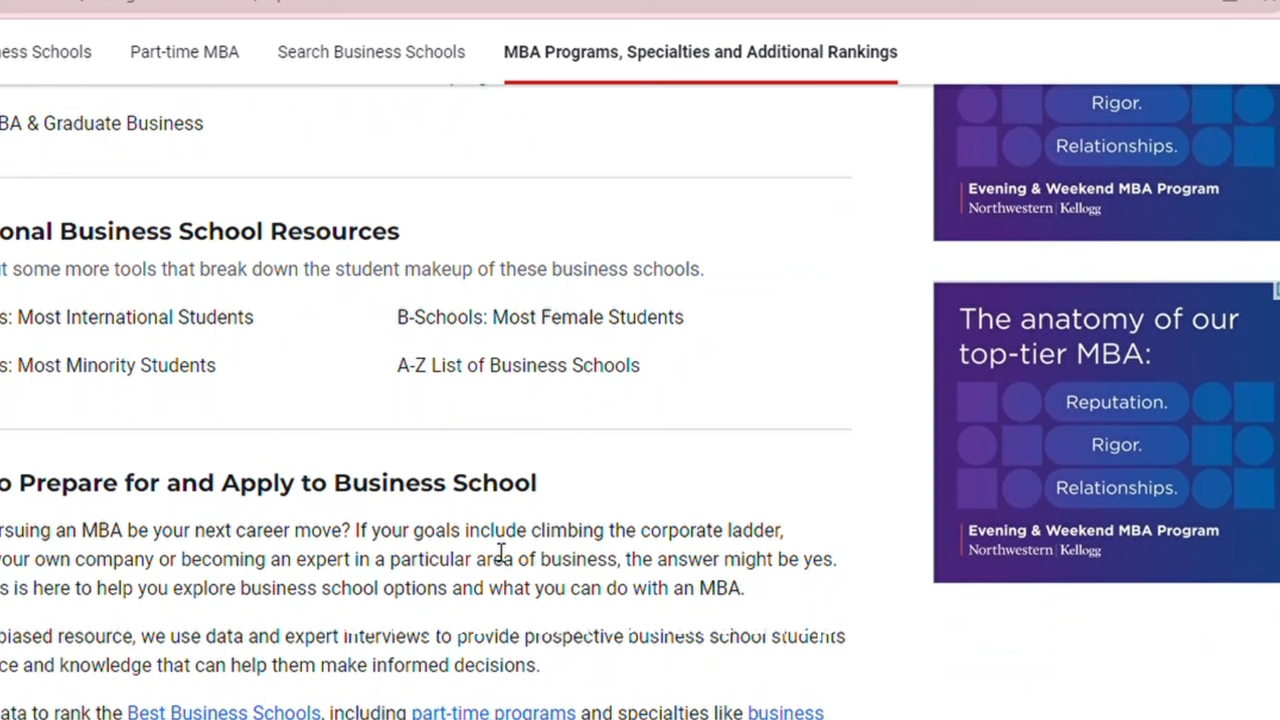 ess Schools Part-time MBA Search Business Schools MBA Programs, Specialties and Additional Rankings
BA & Graduate Business
onal Business School Resources
t some more tools that break down the student makeup of these business schools.
s: Most International Students B-Schools: Most Female Students
s: Most Minority Students A-Z List of Business Schools
o Prepare for and Apply to Business School
rsuing an MBA be your next career move? If your goals include climbing the corporate ladder,
your own company or becoming an expert in a particular area of business, the answer might be yes.
s is here to help you explore business school options and what you can do with an MBA.
biased resource, we use data and expert interviews to provide prospective business school students
ce and knowledge that can help them make informed decisions.
ata to rank the Best Business Schools, including part-time programs and specialties like business
Rigor.
Relationships.
Evening & Weekend MBA Program
Northwestern | Kellogg
The anatomy of our
top-tier MBA:
Reputation.
Rigor.
Relationships.
Evening & Weekend MBA Program
Northwestern | Kellogg